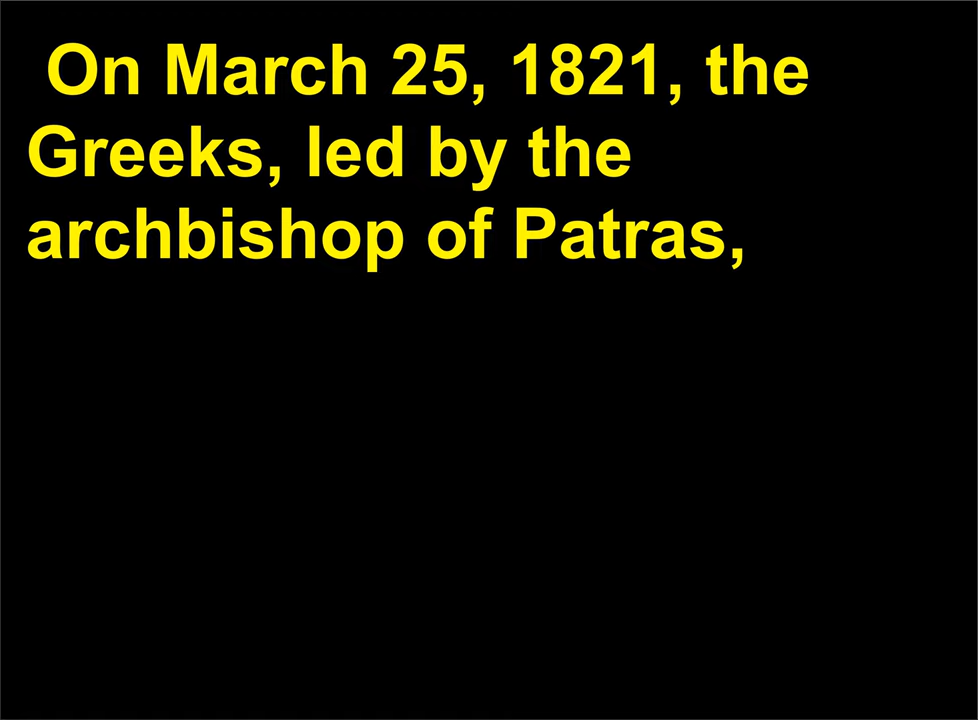 On March 25, 1821, the
Greeks, led by the
archbishop of Patras,